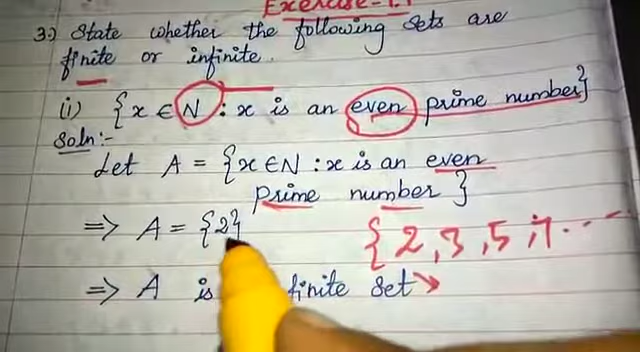 Exercise-1.1
3.) State whether the following sets are
finite or infinite.
(i) {x ∈ N : x is an even prime number}
Soln:-
Let A = {x ∈ N : x is an even
prime number}
⇒ A = {2}
{2, 3, 5, 7 . . . -
⇒ A is finite set